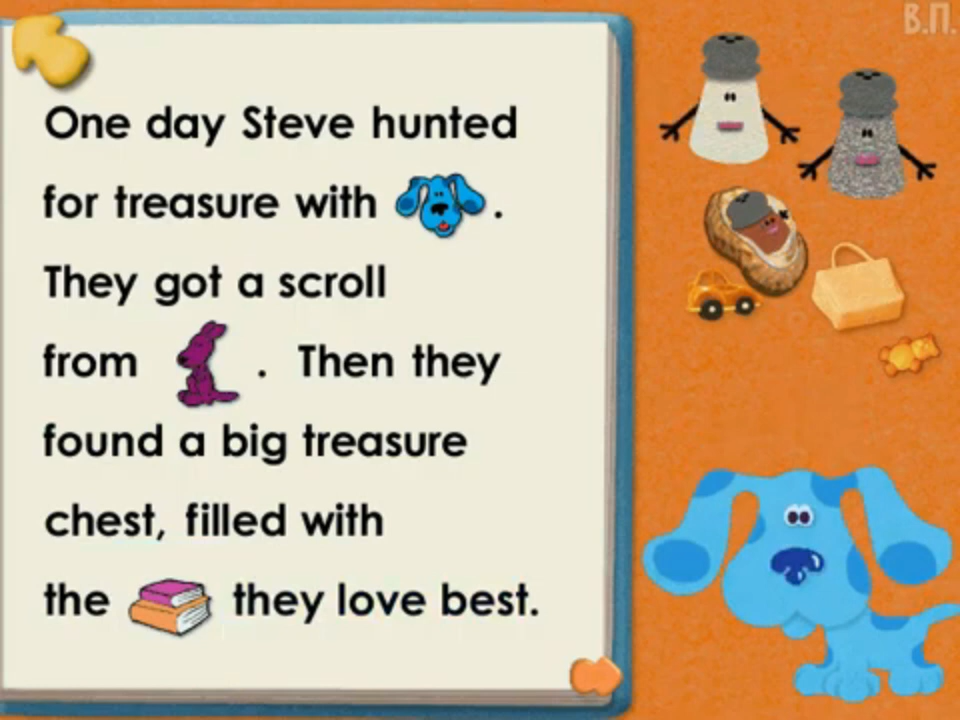 В.П.
One day Steve hunted
for treasure with .
They got a scroll
from . Then they
found a big treasure
chest, filled with
the they love best.